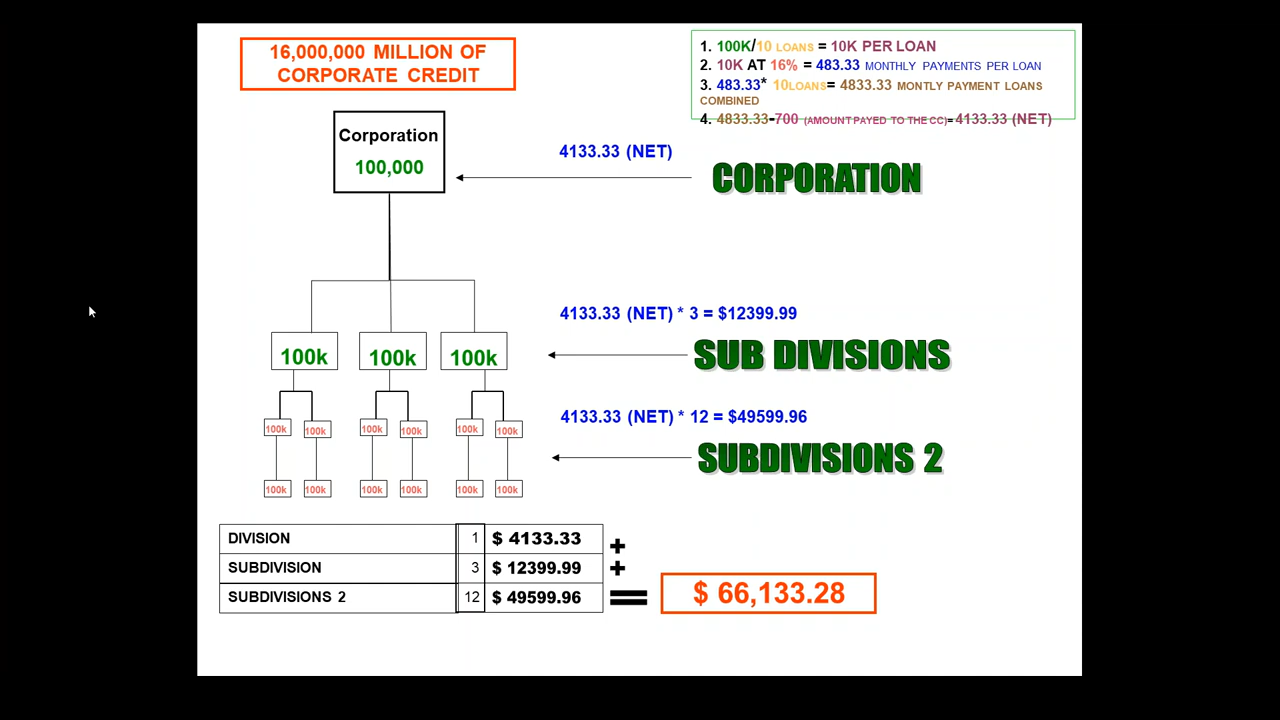 16,000,000 MILLION OF
CORPORATE CREDIT
1. 100K/10 LOANS = 10K PER LOAN
2. 10K AT 16% = 483.33 MONTHLY PAYMENTS PER LOAN
3. 483.33* 10LOANS= 4833.33 MONTLY PAYMENT LOANS
COMBINED
4. 4833.33-700 (AMOUNT PAYED TO THE CC)= 4133.33 (NET)
Corporation
100,000
4133.33 (NET)
CORPORATION
4133.33 (NET) * 3 = $12399.99
100k 100k 100k
SUB DIVISIONS
4133.33 (NET) * 12 = $49599.96
100k 100k 100k 100k 100k 100k
SUBDIVISIONS 2
100k 100k 100k 100k 100k 100k
DIVISION 1 $ 4133.33 +
SUBDIVISION 3 $ 12399.99 +
SUBDIVISIONS 2 12 $ 49599.96 = $ 66,133.28